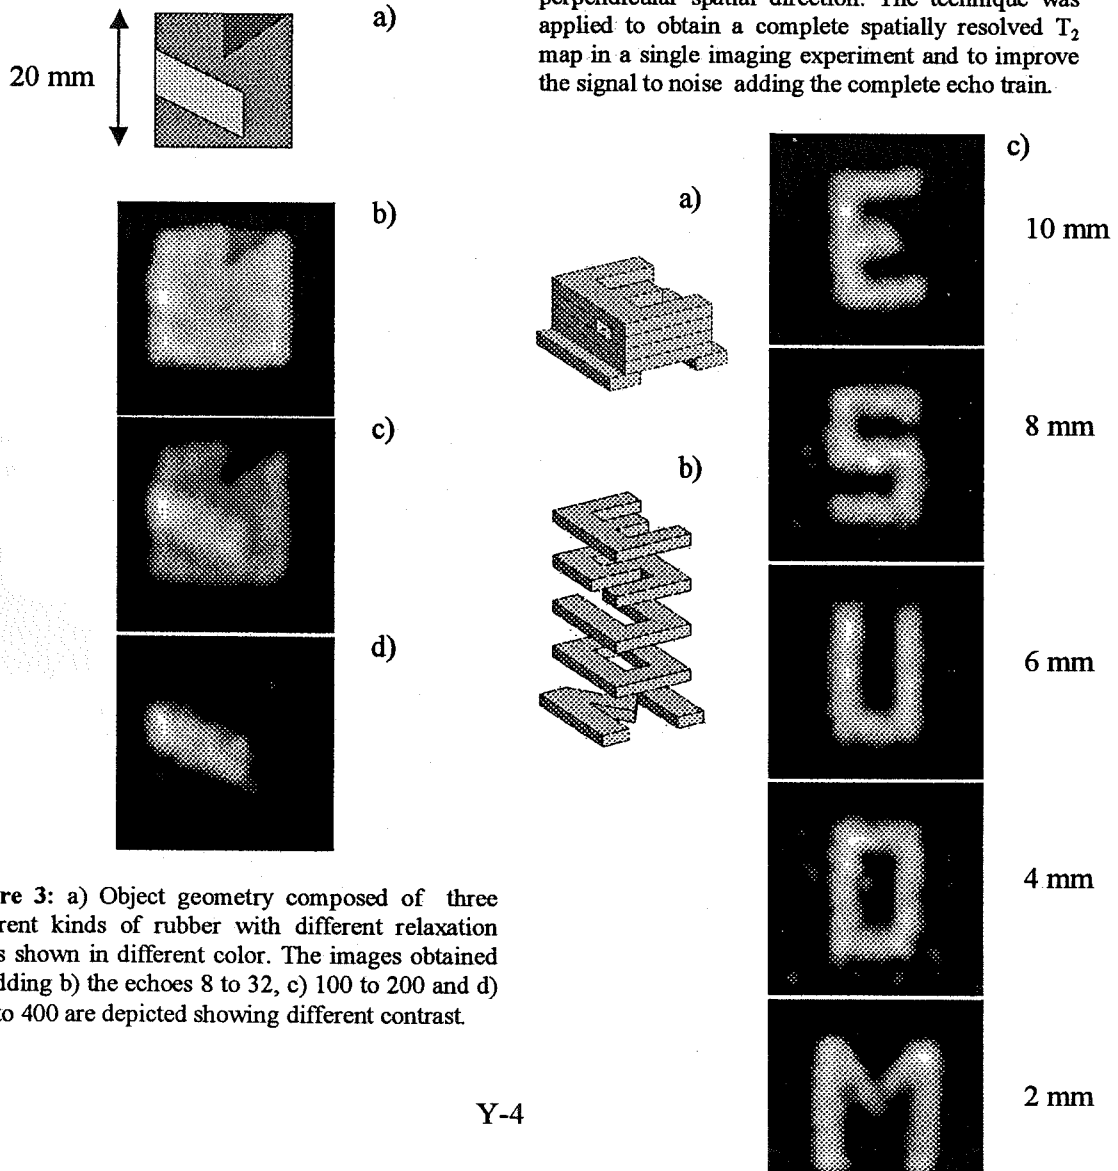 a)
20 mm
b)
c)
d)
re 3: a) Object geometry composed of three
erent kinds of rubber with different relaxation
s shown in different color. The images obtained
dding b) the echoes 8 to 32, c) 100 to 200 and d)
to 400 are depicted showing different contrast.
perpendicular spatial direction. The technique was
applied to obtain a complete spatially resolved T₂
map in a single imaging experiment and to improve
the signal to noise adding the complete echo train.
a)
b)
c)
E
10 mm
S
8 mm
U
6 mm
O
4 mm
M
2 mm
Y-4